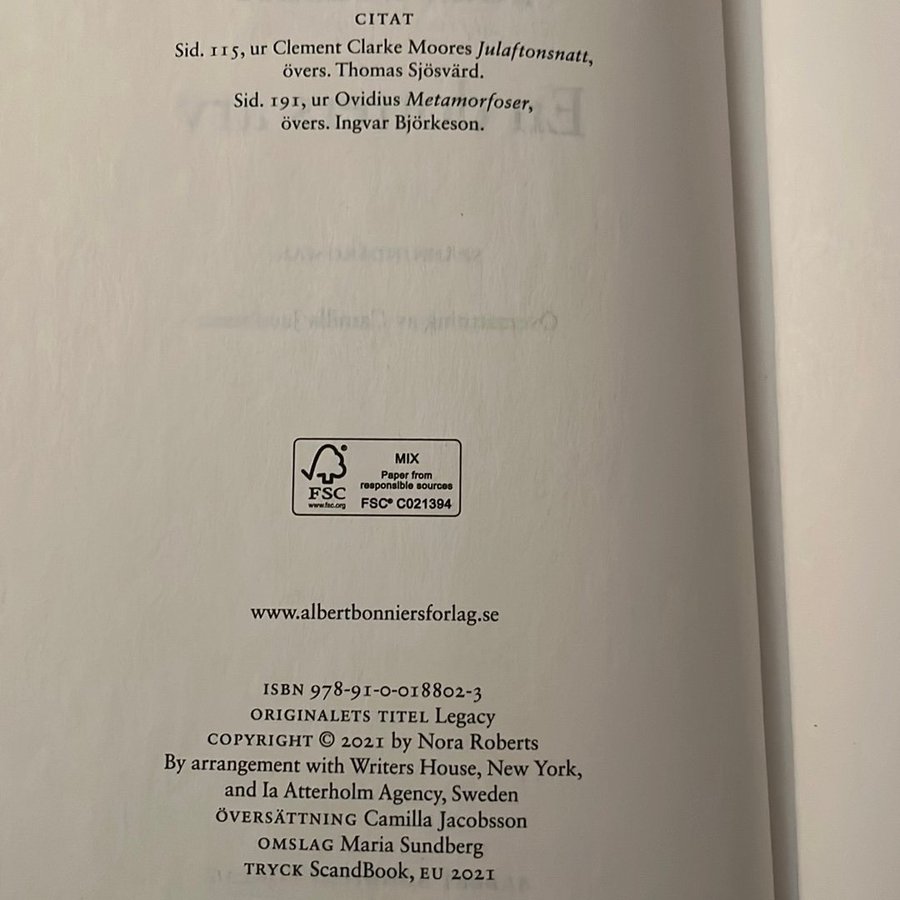 CITAT
Sid. 115, ur Clement Clarke Moores Julaftonsnatt,
övers. Thomas Sjösvärd.
Sid. 191, ur Ovidius Metamorfoser,
övers. Ingvar Björkeson.
MIX
Paper from
responsible sources
FSC
www.fsc.org
FSC® C021394
www.albertbonniersforlag.se
ISBN 978-91-0-018802-3
ORIGINALETS TITEL Legacy
COPYRIGHT © 2021 by Nora Roberts
By arrangement with Writers House, New York,
and Ia Atterholm Agency, Sweden
ÖVERSÄTTNING Camilla Jacobsson
OMSLAG Maria Sundberg
TRYCK ScandBook, EU 2021